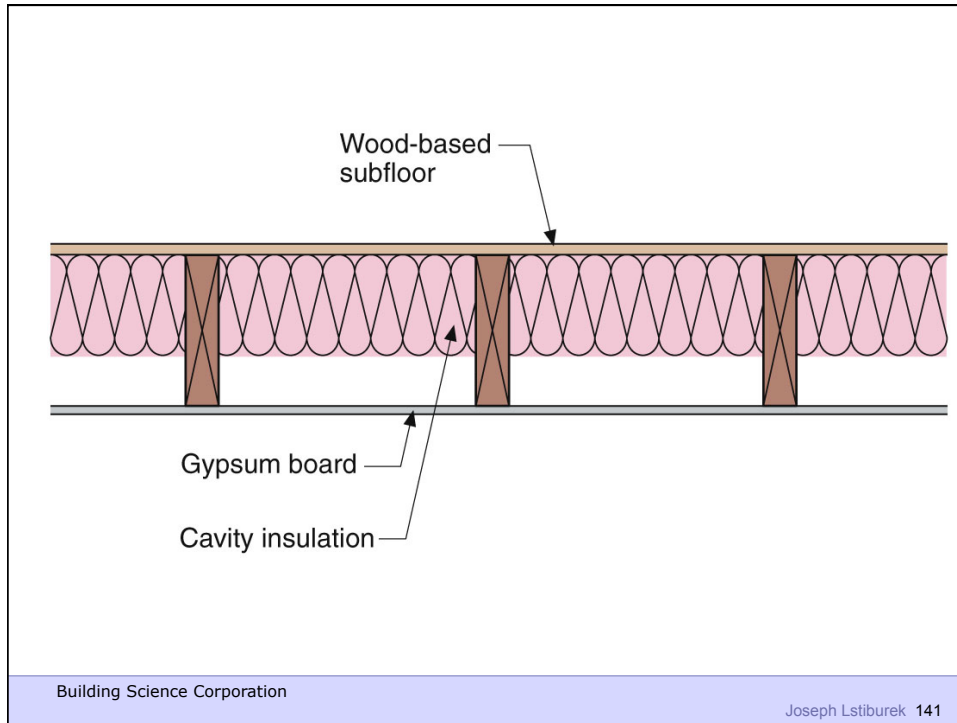 Wood-based
subfloor
Gypsum board
Cavity insulation
Building Science Corporation
Joseph Lstiburek 141